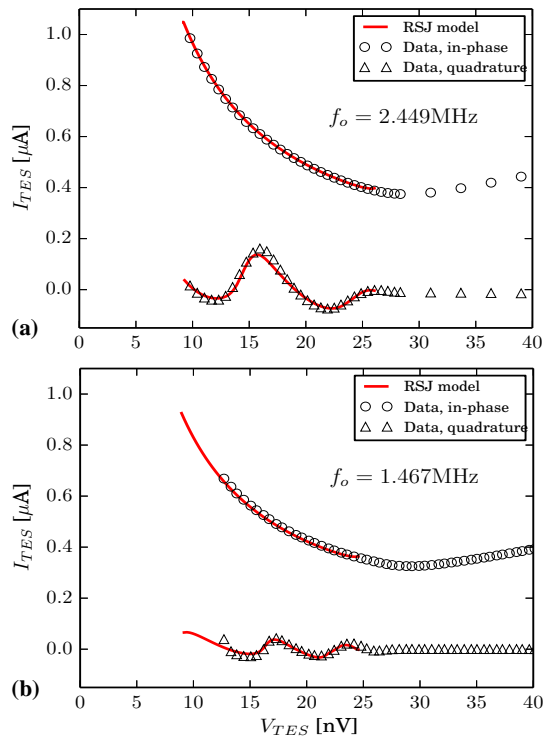 1.0
0.8
0.6
0.4
0.2
0.0
I_TES [μA]
RSJ model
Data, in-phase
Data, quadrature
f_o = 2.449MHz
(a)
0 5 10 15 20 25 30 35 40
1.0
0.8
0.6
0.4
0.2
0.0
I_TES [μA]
RSJ model
Data, in-phase
Data, quadrature
f_o = 1.467MHz
(b)
0 5 10 15 20 25 30 35 40
V_TES [nV]